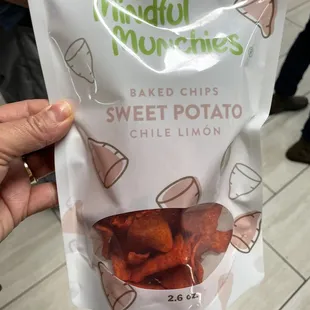 Mindful
Munchies
BAKED CHIPS
SWEET POTATO
CHILE LIMÓN
2.6 oz